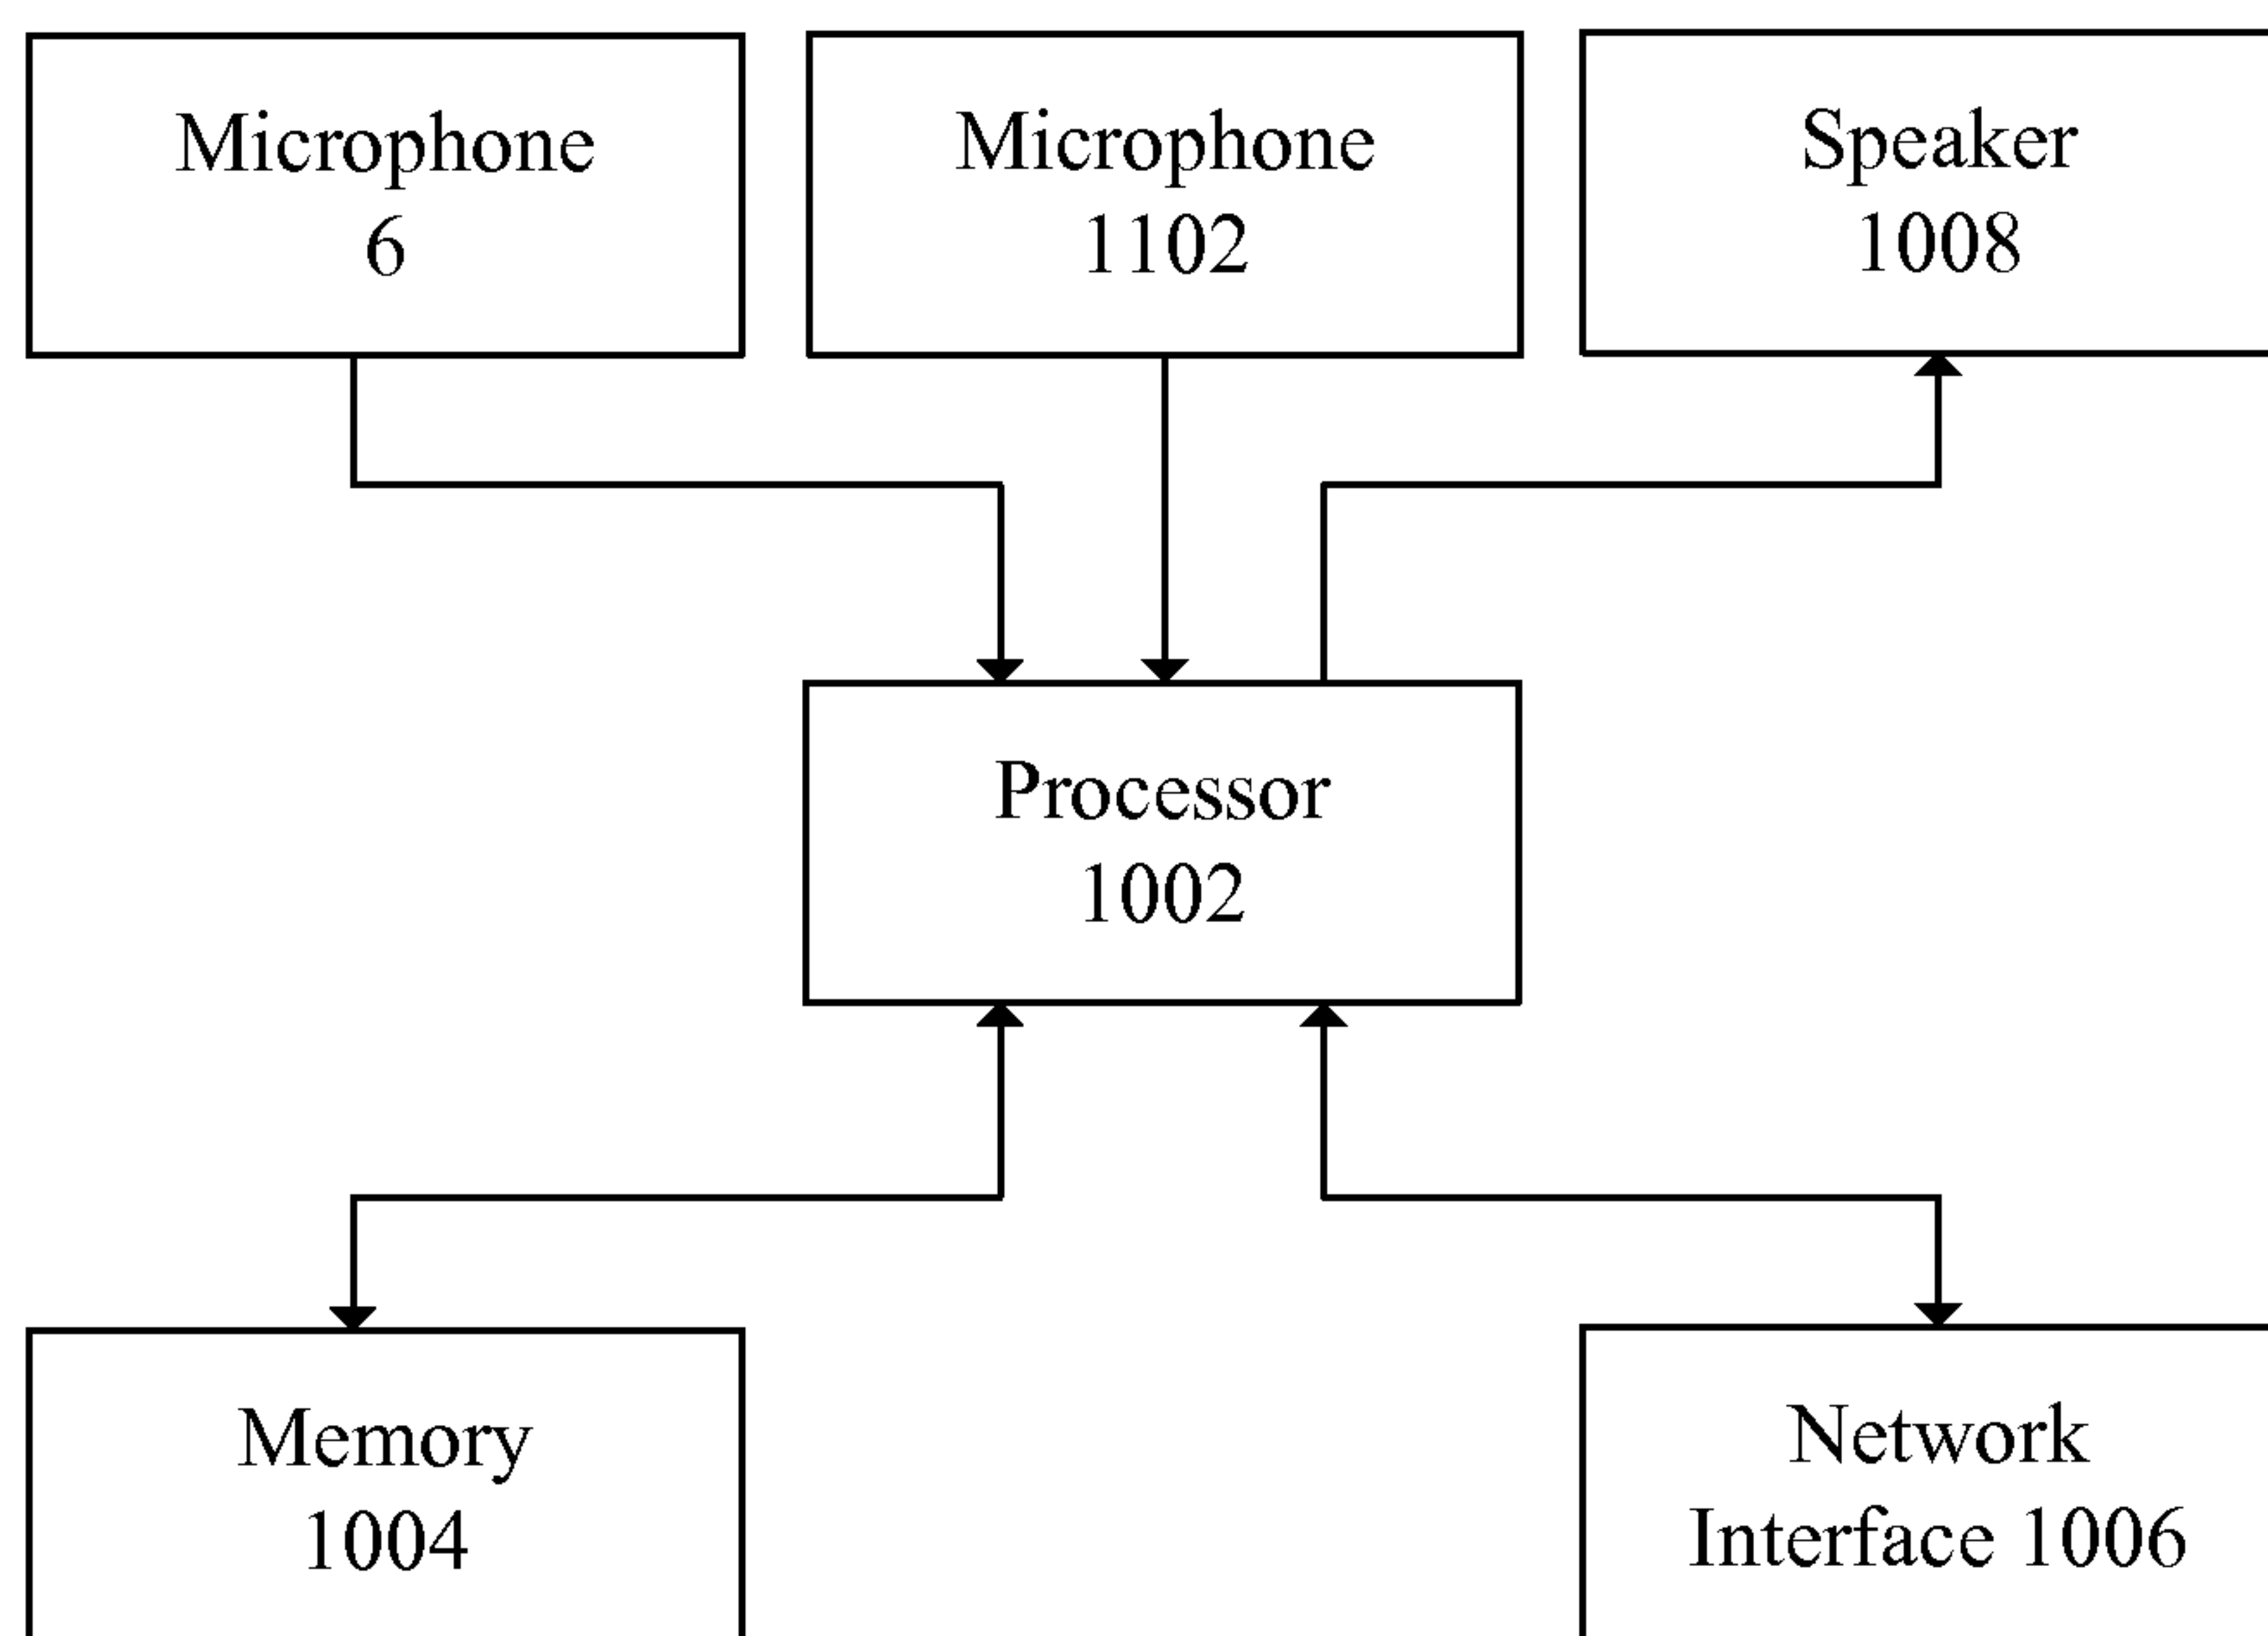 Microphone
6
Microphone
1102
Speaker
1008
Processor
1002
Memory
1004
Network
Interface 1006